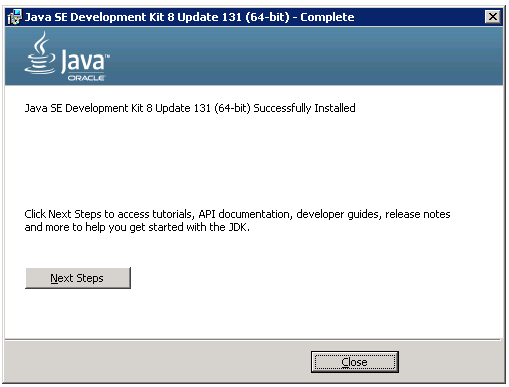 Java SE Development Kit 8 Update 131 (64-bit) - Complete
Java™
ORACLE
Java SE Development Kit 8 Update 131 (64-bit) Successfully Installed
Click Next Steps to access tutorials, API documentation, developer guides, release notes
and more to help you get started with the JDK.
Next Steps
Close